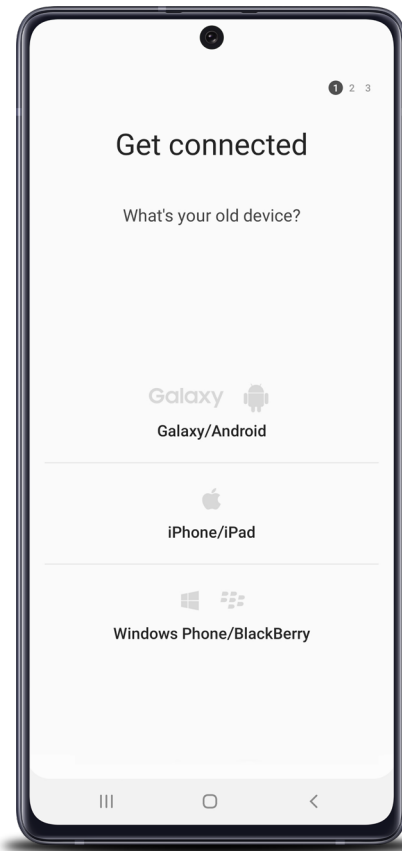 1 2 3
Get connected
What's your old device?
Galaxy
Galaxy/Android
iPhone/iPad
Windows Phone/BlackBerry